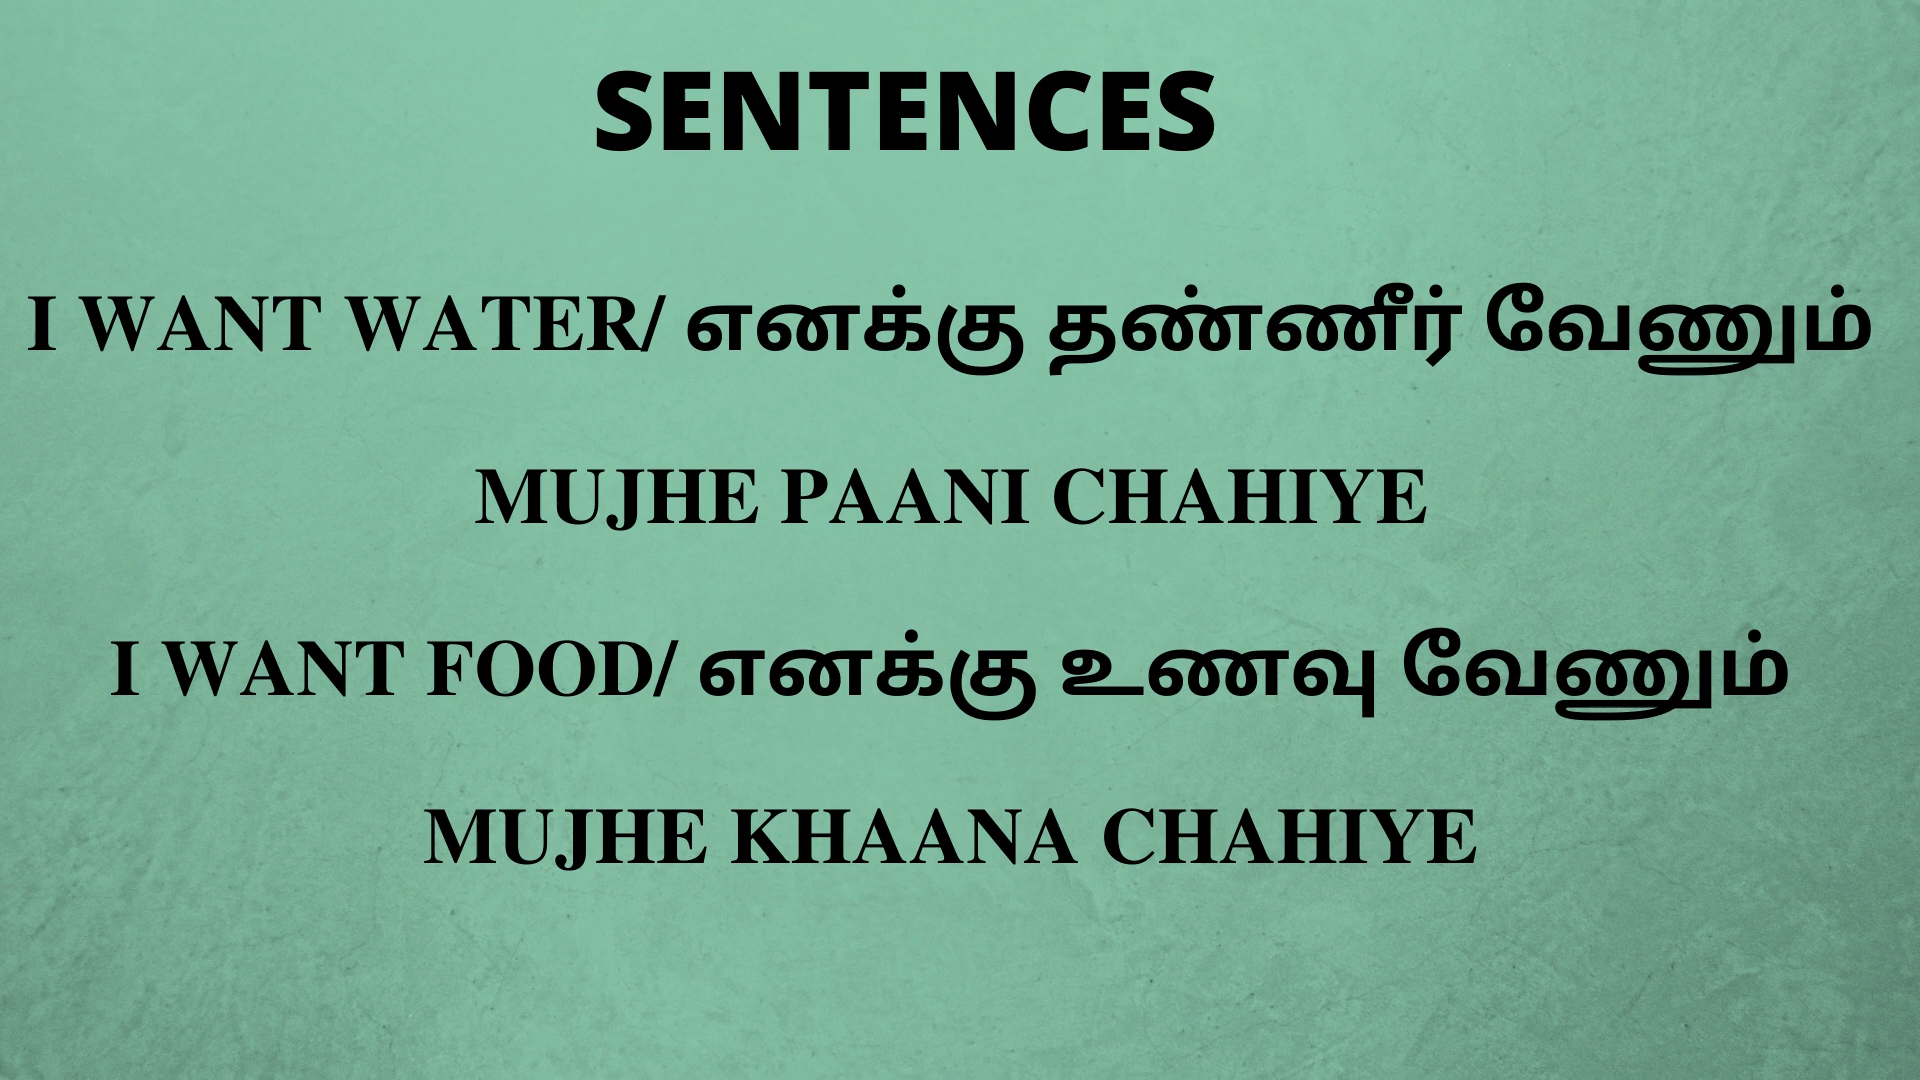 SENTENCES
I WANT WATER/ எனக்கு தண்ணீர் வேணும்
MUJHE PAANI CHAHIYE
I WANT FOOD/ எனக்கு உணவு வேணும்
MUJHE KHAANA CHAHIYE